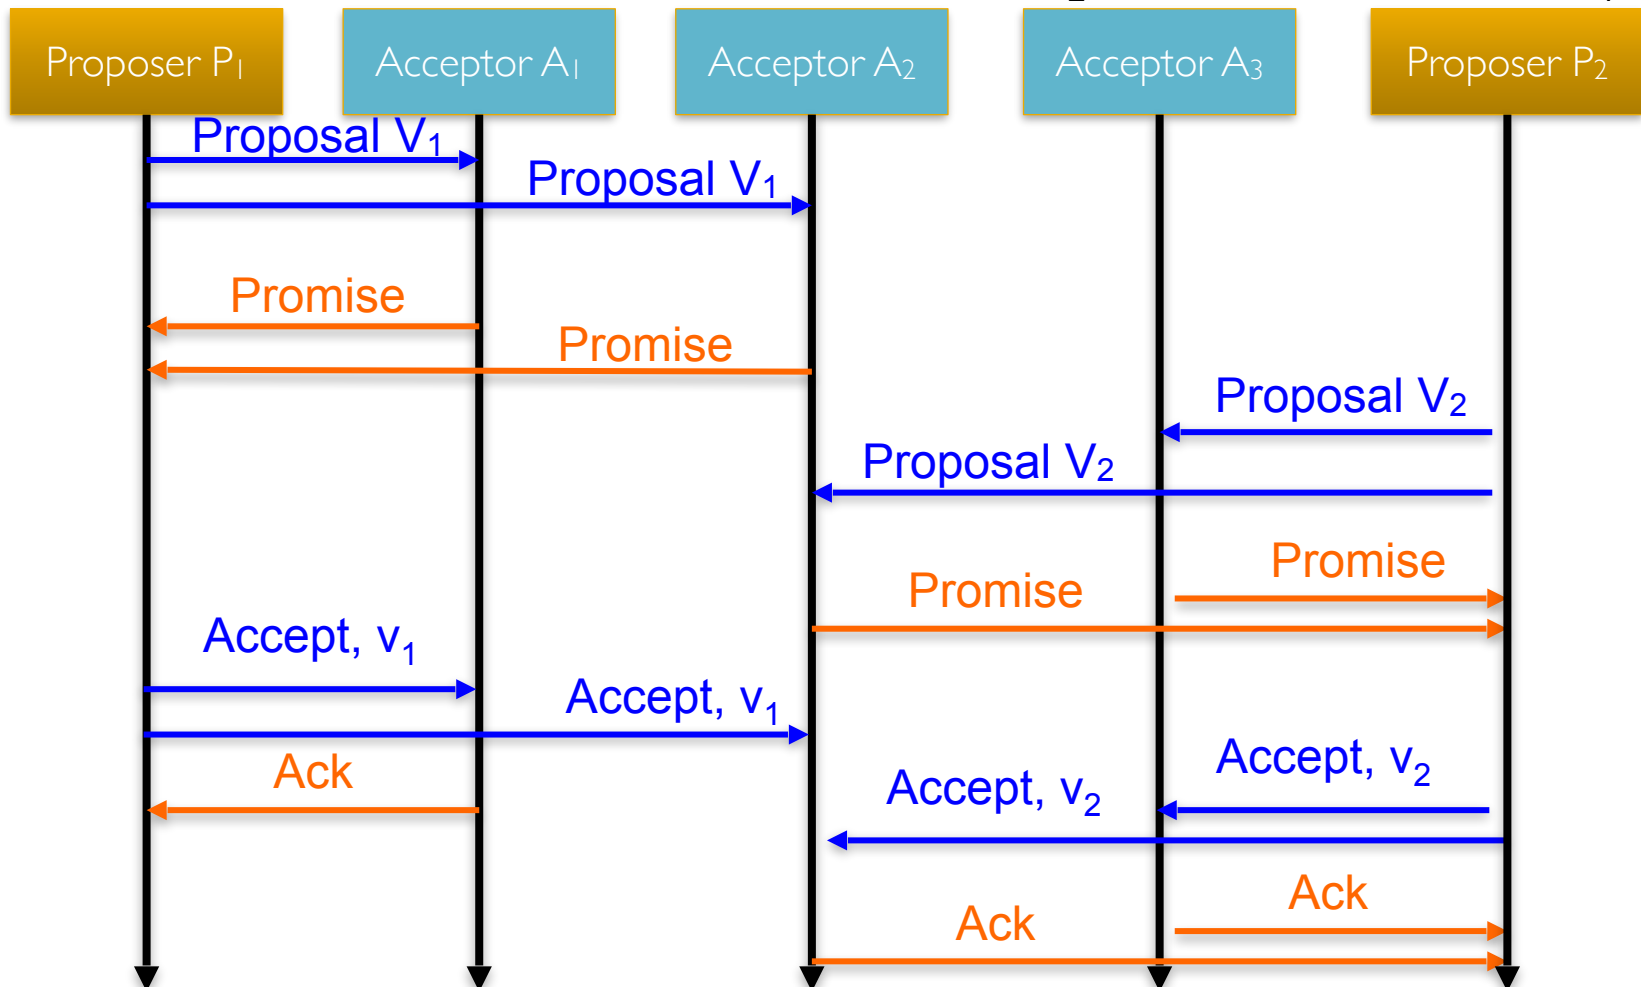 Proposer P₁
Acceptor A₁
Acceptor A₂
Acceptor A₃
Proposer P₂
Proposal V₁
Proposal V₁
Promise
Promise
Proposal V₂
Proposal V₂
Promise
Promise
Accept, v₁
Accept, v₁
Ack
Accept, v₂
Accept, v₂
Ack
Ack